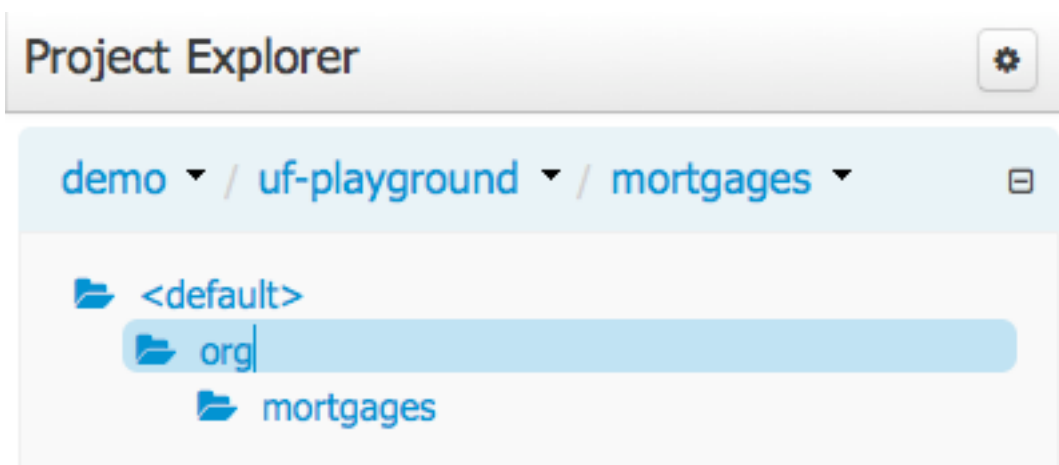 Project Explorer
demo / uf-playground / mortgages
<default>
org
mortgages